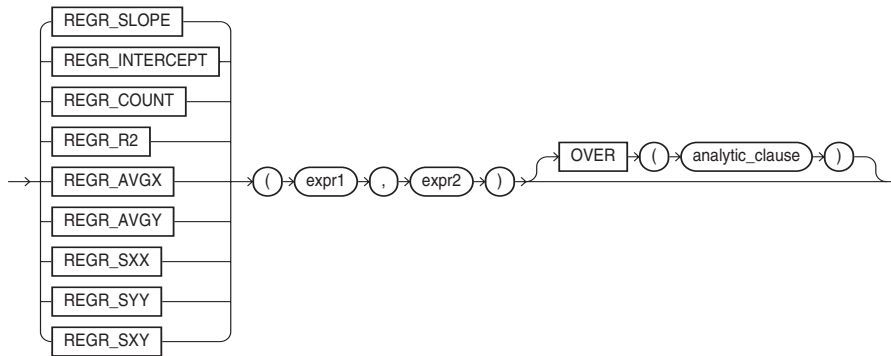 REGR_SLOPE
REGR_INTERCEPT
REGR_COUNT
REGR_R2
REGR_AVGX
REGR_AVGY
REGR_SXX
REGR_SYY
REGR_SXY
( expr1 , expr2 )
OVER ( analytic_clause )